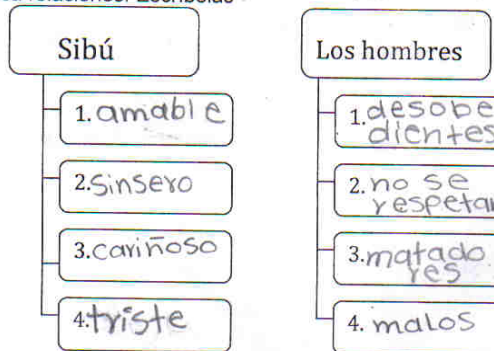 Sibú
1. amable
2. Sinsero
3. cariñoso
4. triste
Los hombres
1. desobe
dientes
2. no se
respetan
3. matado
res
4. malos